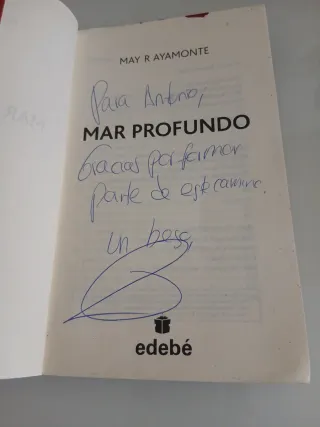 MAY R AYAMONTE
Para Antonio,
MAR PROFUNDO
Gracias por formar
parte de este camino.
Un beso,
edebé